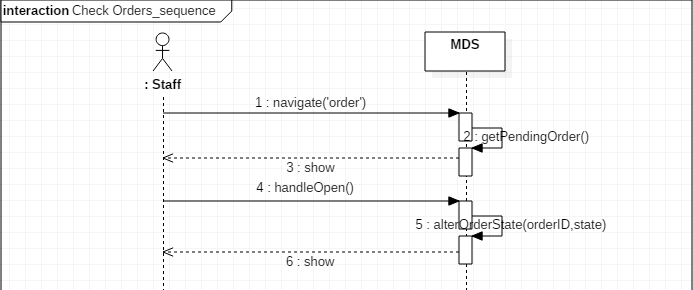 interaction Check Orders_sequence
MDS
: Staff
1 : navigate('order')
2 : getPendingOrder()
3 : show
4 : handleOpen()
5 : alterOrderState(orderID,state)
6 : show